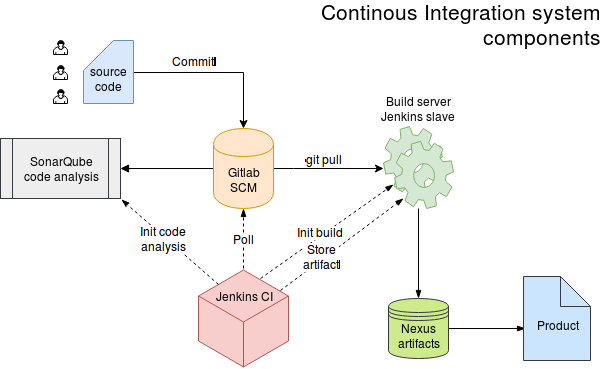 Continous Integration system
components
source
code
Commit
Build server
Jenkins slave
SonarQube
code analysis
Gitlab
SCM
git pull
Init code
analysis
Poll
Init build
Store
artifact
Jenkins CI
Nexus
artifacts
Product